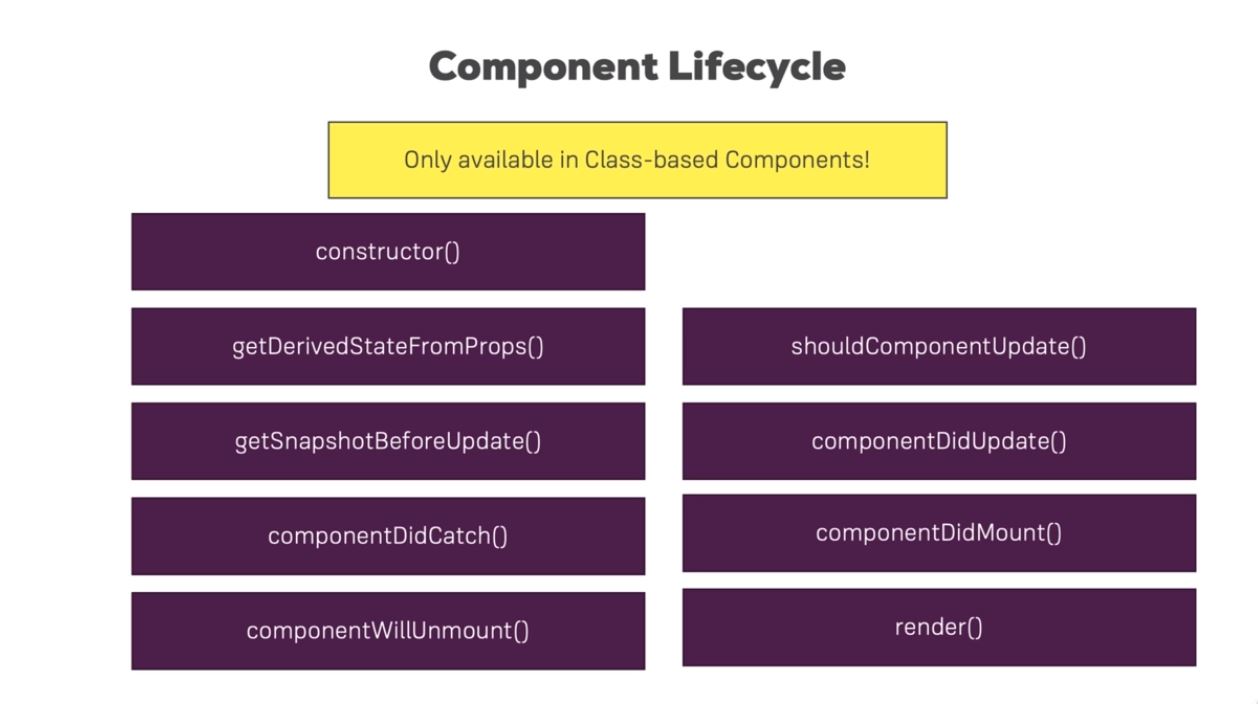 Component Lifecycle
Only available in Class-based Components!
constructor()
getDerivedStateFromProps()
shouldComponentUpdate()
getSnapshotBeforeUpdate()
componentDidUpdate()
componentDidCatch()
componentDidMount()
componentWillUnmount()
render()